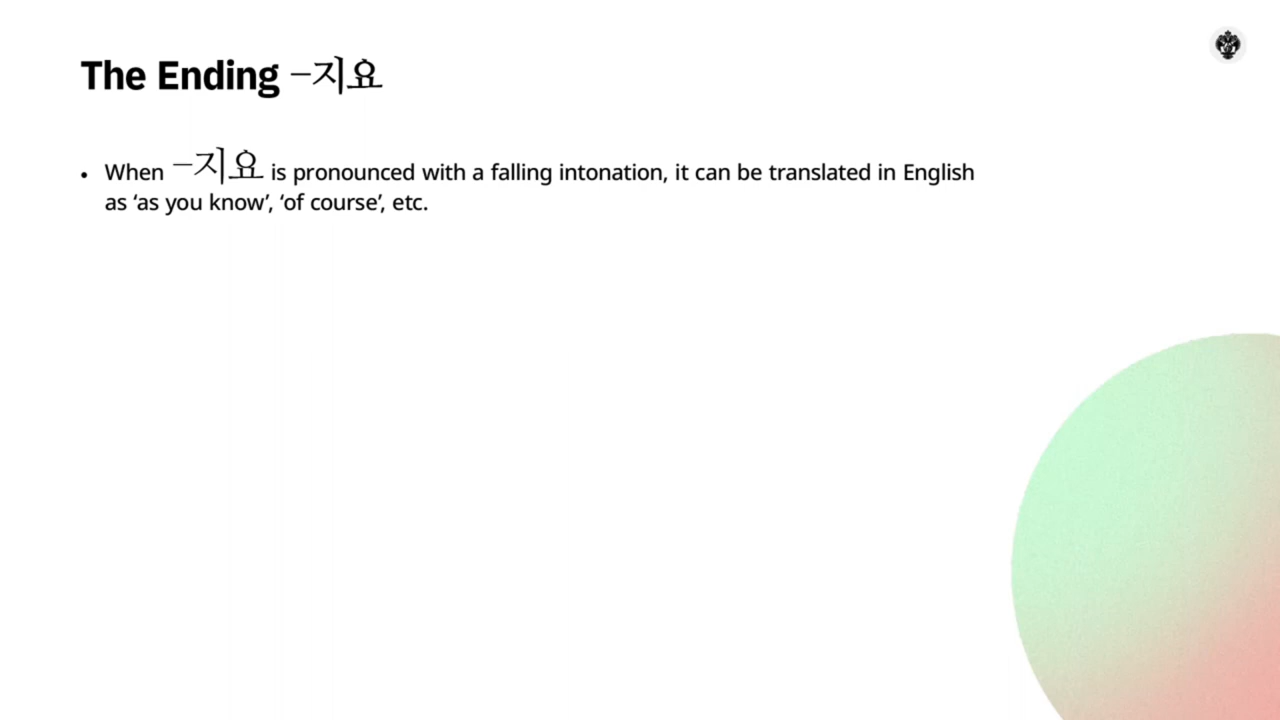 The Ending –지요
• When –지요 is pronounced with a falling intonation, it can be translated in English
as ‘as you know’, ‘of course’, etc.